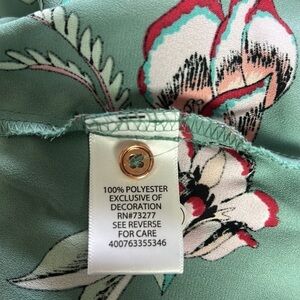 100% POLYESTER
EXCLUSIVE OF
DECORATION
RN#73277
SEE REVERSE
FOR CARE
400763355346